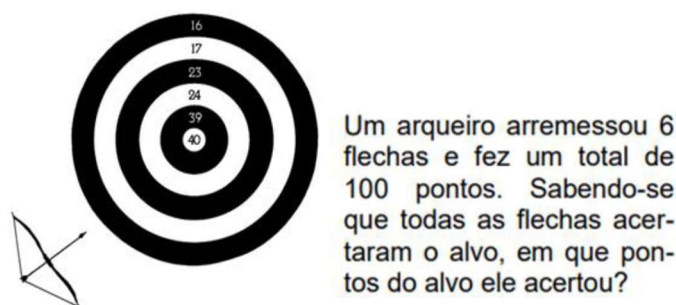 16
17
23
24
39
40
Um arqueiro arremessou 6
flechas e fez um total de
100 pontos. Sabendo-se
que todas as flechas acer-
taram o alvo, em que pon-
tos do alvo ele acertou?